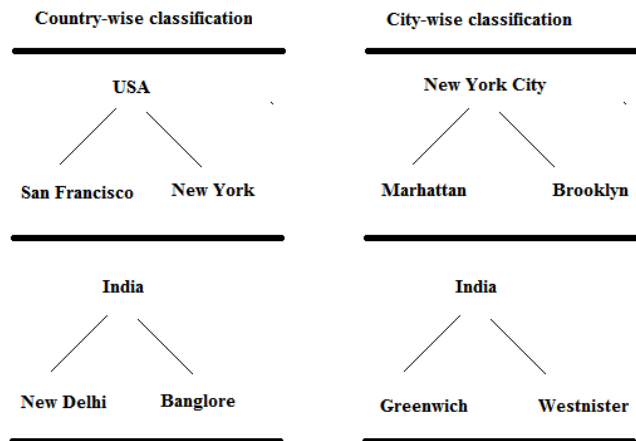 Country-wise classification
USA
San Francisco
New York
India
New Delhi
Banglore
City-wise classification
New York City
Marhattan
Brooklyn
India
Greenwich
Westnister